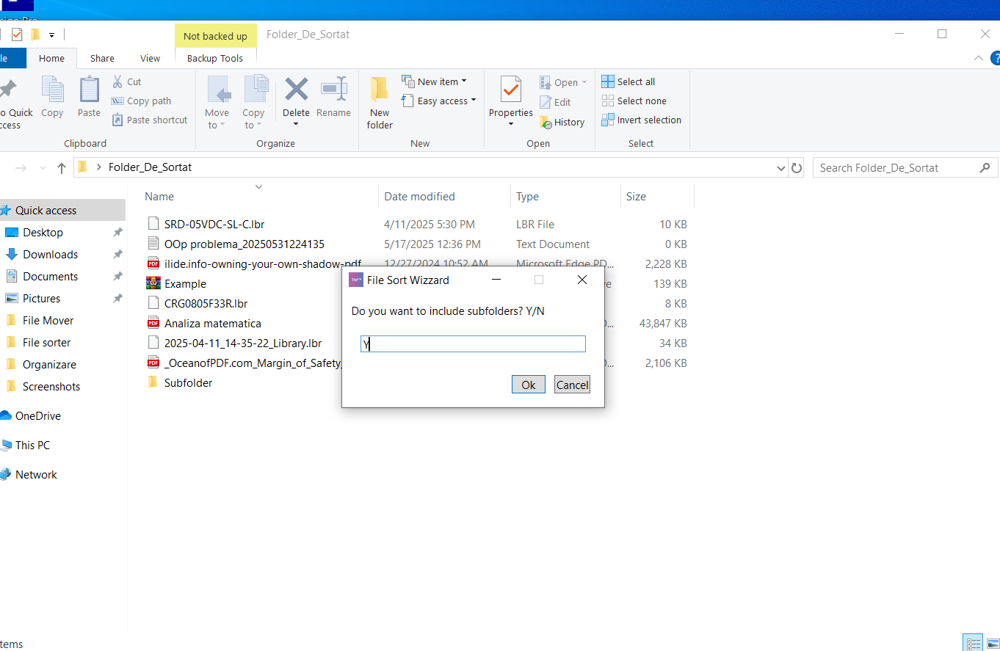 Not backed up
Folder_De_Sortat
le
Home
Share
View
Backup Tools
o Quick
ccess
Copy
Paste
Cut
Copy path
Paste shortcut
Clipboard
Move
to
Copy
to
Delete
Rename
Organize
New
folder
New item
Easy access
New
Properties
Open
Edit
History
Open
Select all
Select none
Invert selection
Select
Folder_De_Sortat
Search Folder_De_Sortat
Name
Date modified
Type
Size
Quick access
Desktop
Downloads
Documents
Pictures
File Mover
File sorter
Organizare
Screenshots
OneDrive
This PC
Network
SRD-05VDC-SL-C.lbr 4/11/2025 5:30 PM LBR File 10 KB
OOp problema_20250531224135 5/17/2025 12:36 PM Text Document 0 KB
ilide.info-owning-your-own-shadow-pdf 12/27/2024 10:52 AM Microsoft Edge PD... 2,228 KB
Example e 139 KB
CRG0805F33R.lbr 8 KB
Analiza matematica D... 43,847 KB
2025-04-11_14-35-22_Library.lbr 34 KB
_OceanofPDF.com_Margin_of_Safety_ D... 2,106 KB
Subfolder
File Sort Wizzard
Do you want to include subfolders? Y/N
Y
Ok
Cancel
tems